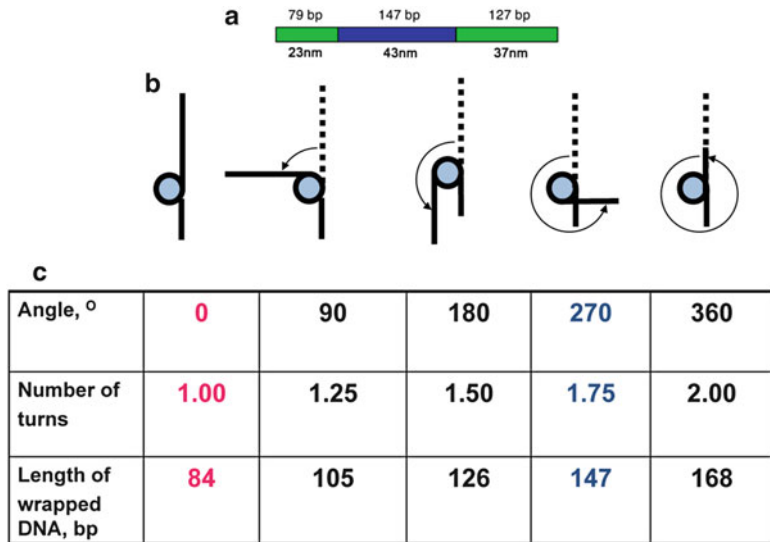 79 bp 147 bp 127 bp
a
23nm 43nm 37nm
b
c
Angle, O 0 90 180 270 360
Number of turns 1.00 1.25 1.50 1.75 2.00
Length of wrapped DNA, bp 84 105 126 147 168